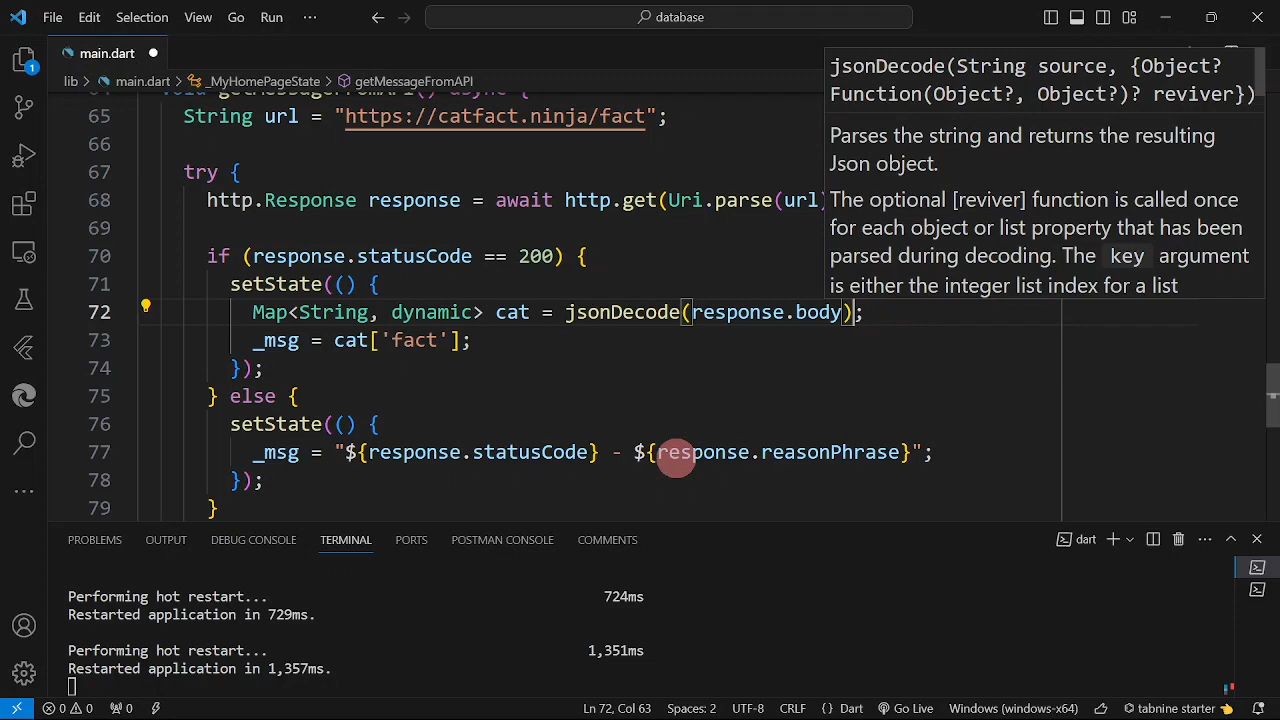 File Edit Selection View Go Run ··· database
main.dart
lib > main.dart > _MyHomePageState > getMessageFromAPI
void getMessageFromAPI() async {
65 String url = "https://catfact.ninja/fact";
66
67 try {
68 http.Response response = await http.get(Uri.parse(url)
69
70 if (response.statusCode == 200) {
71 setState(() {
72 Map<String, dynamic> cat = jsonDecode(response.body);
73 _msg = cat['fact'];
74 });
75 } else {
76 setState(() {
77 _msg = "${response.statusCode} - ${response.reasonPhrase}";
78 });
79 }
jsonDecode(String source, {Object?
Function(Object?, Object?)? reviver})
Parses the string and returns the resulting
Json object.
The optional [reviver] function is called once
for each object or list property that has been
parsed during decoding. The key argument
is either the integer list index for a list
1
PROBLEMS OUTPUT DEBUG CONSOLE TERMINAL PORTS POSTMAN CONSOLE COMMENTS dart
Performing hot restart... 724ms
Restarted application in 729ms.
Performing hot restart... 1,351ms
Restarted application in 1,357ms.
0 0 0 Ln 72, Col 63 Spaces: 2 UTF-8 CRLF {} Dart Go Live Windows (windows-x64) tabnine starter